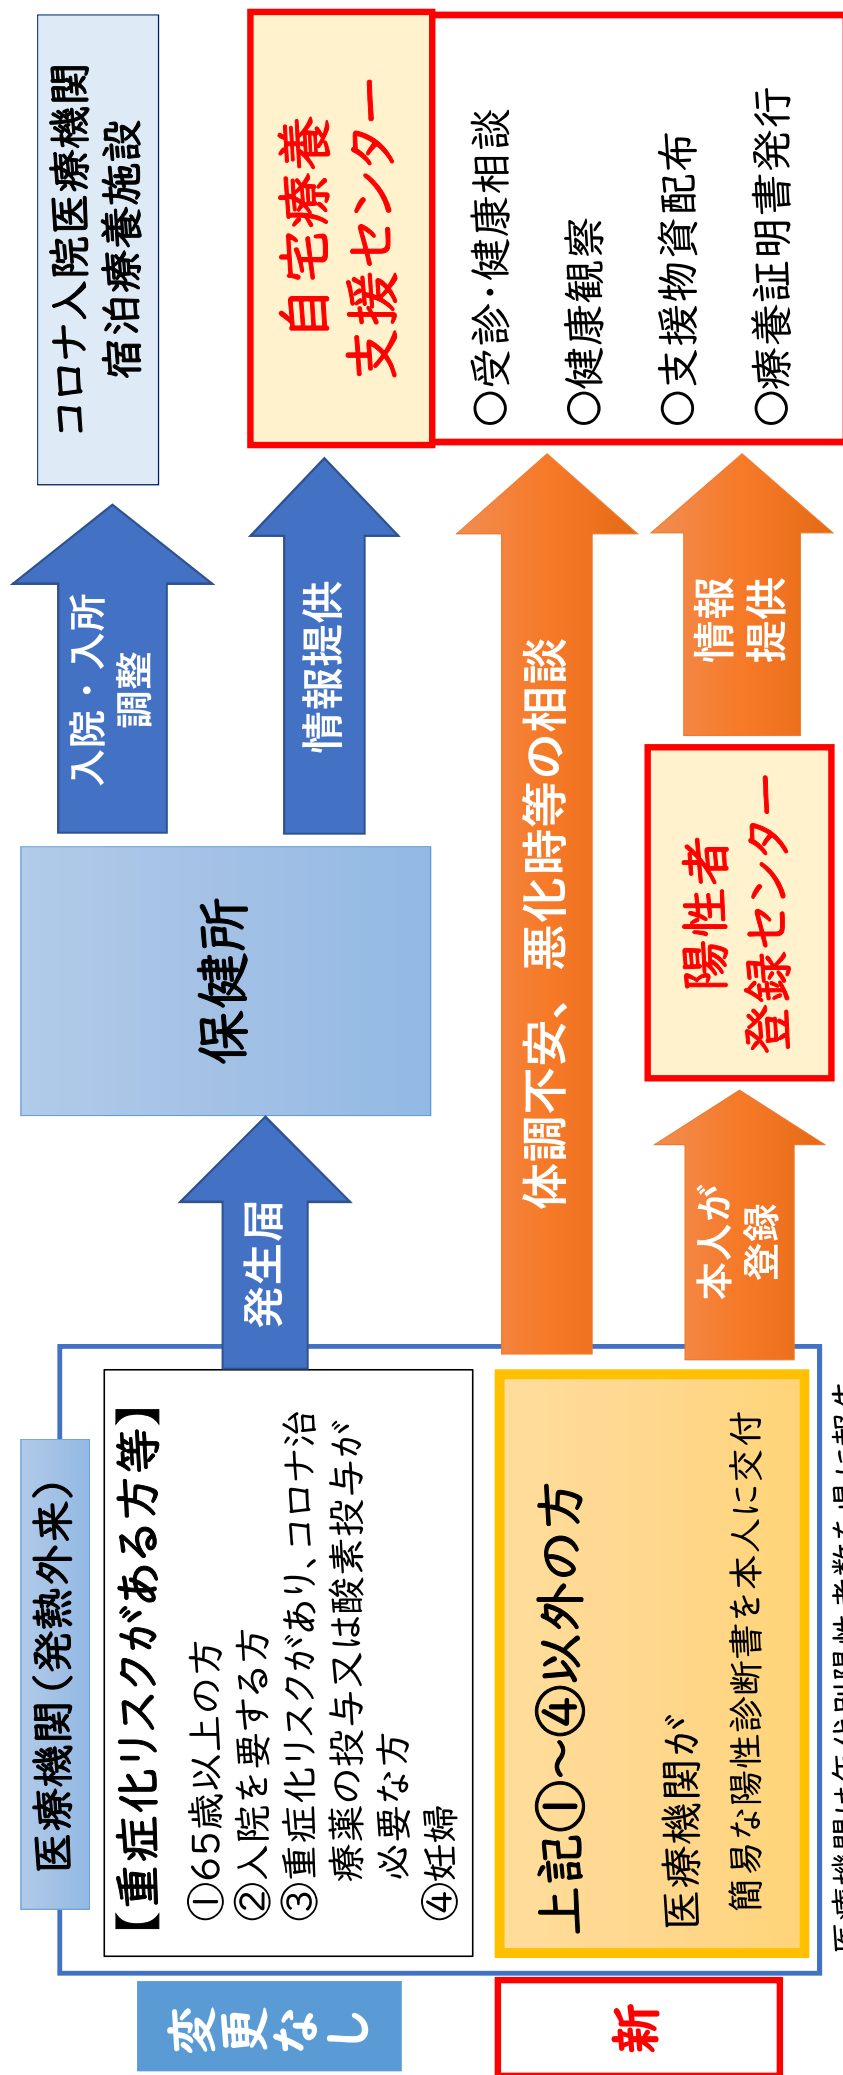 変更なし
新
医療機関（発熱外来）
【重症化リスクがある方等】
①65歳以上の方
②入院を要する方
③重症化リスクがあり、コロナ治
療薬の投与又は酸素投与が
必要な方
④妊婦
上記①～④以外の方
医療機関が
簡易な陽性診断書を本人に交付
発生届
保健所
入院・入所
調整
情報提供
コロナ入院医療機関
宿泊療養施設
体調不安、悪化時等の相談
本人が
登録
陽性者
登録センター
情報
提供
自宅療養
支援センター
○受診・健康相談
○健康観察
○支援物資配布
○療養証明書発行